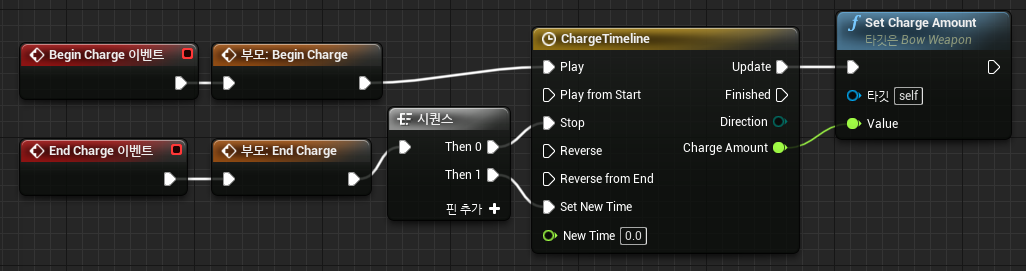 Begin Charge 이벤트
부모: Begin Charge
End Charge 이벤트
부모: End Charge
시퀀스
Then 0
Then 1
핀 추가
ChargeTimeline
Play
Update
Play from Start
Finished
Stop
Direction
Reverse
Charge Amount
Reverse from End
Set New Time
New Time 0.0
Set Charge Amount
타깃은 Bow Weapon
타깃 self
Value